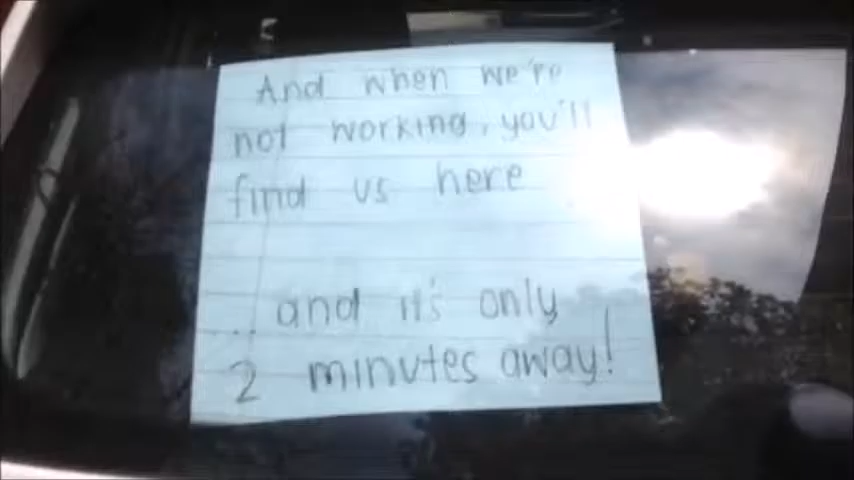 And when we're
not working, you'll
find us here
... and it's only
2 minutes away!